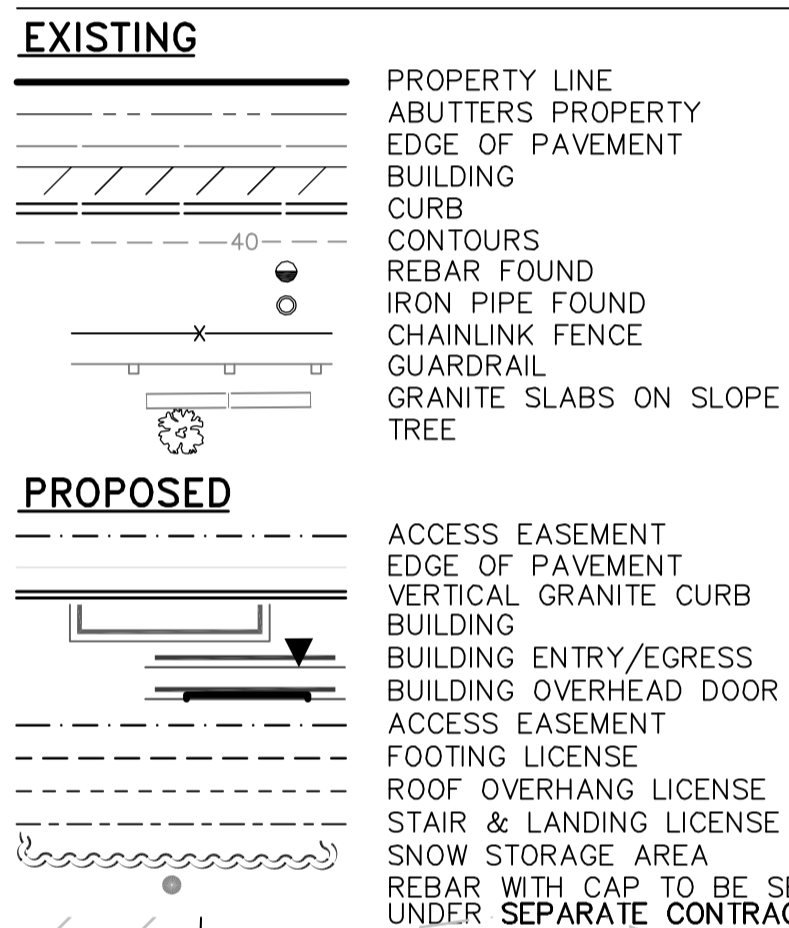 EXISTING
PROPERTY LINE
ABUTTERS PROPERTY
EDGE OF PAVEMENT
BUILDING
CURB
40
CONTOURS
REBAR FOUND
IRON PIPE FOUND
X
CHAINLINK FENCE
GUARDRAIL
GRANITE SLABS ON SLOPE
TREE
PROPOSED
ACCESS EASEMENT
EDGE OF PAVEMENT
VERTICAL GRANITE CURB
BUILDING
BUILDING ENTRY/EGRESS
BUILDING OVERHEAD DOOR
ACCESS EASEMENT
FOOTING LICENSE
ROOF OVERHANG LICENSE
STAIR & LANDING LICENSE
SNOW STORAGE AREA
REBAR WITH CAP TO BE
UNDER SEPARATE